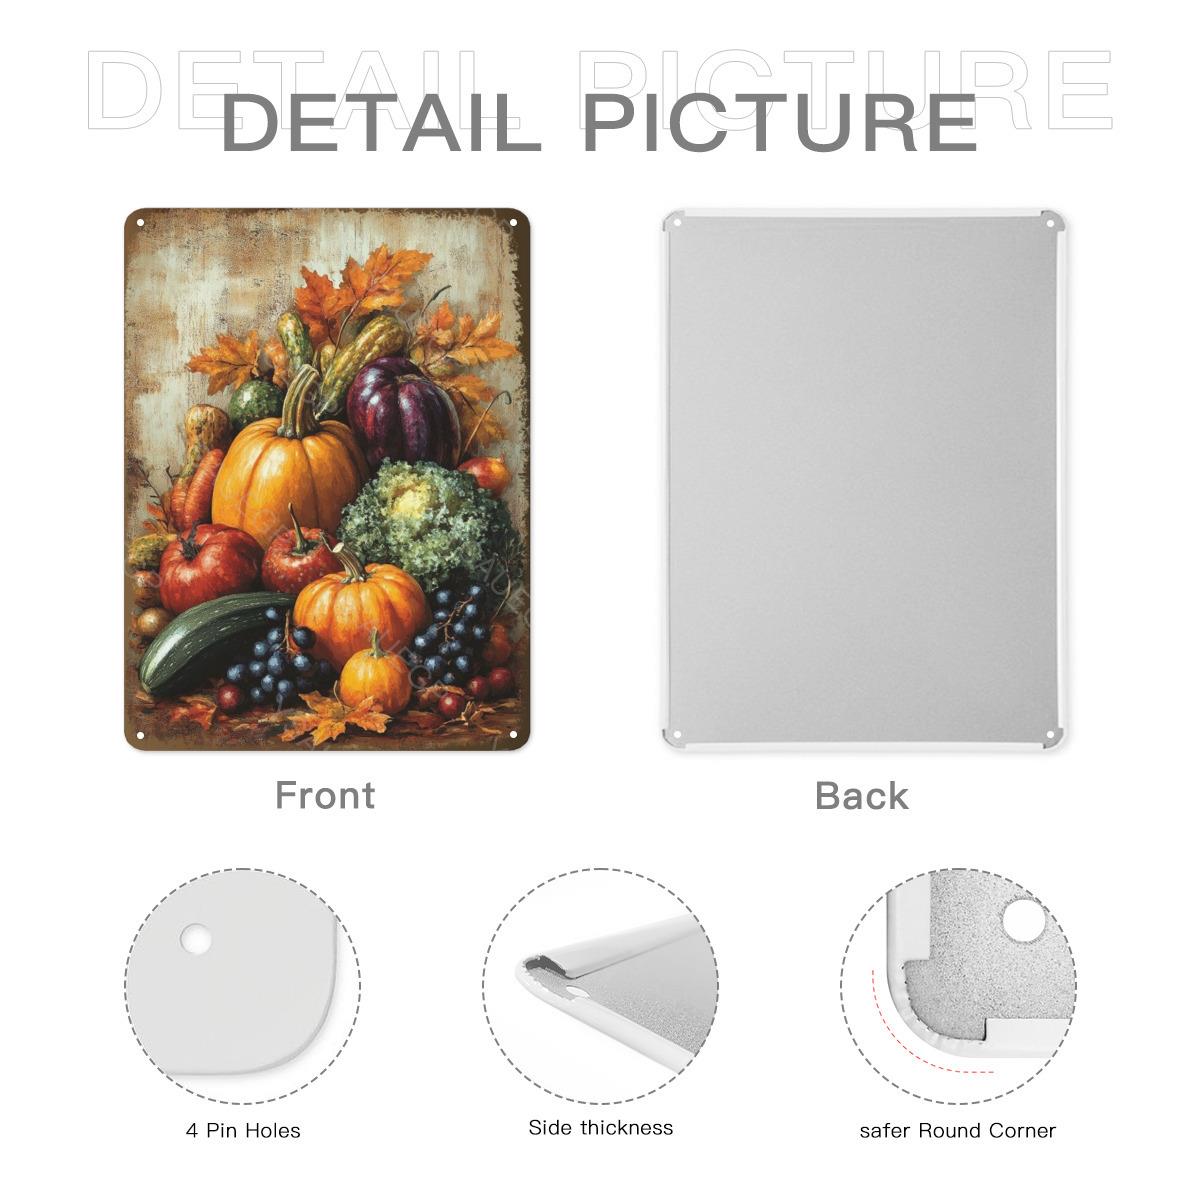 DETAIL PICTURE
DETAIL PICTURE
Front
Back
4 Pin Holes
Side thickness
safer Round Corner